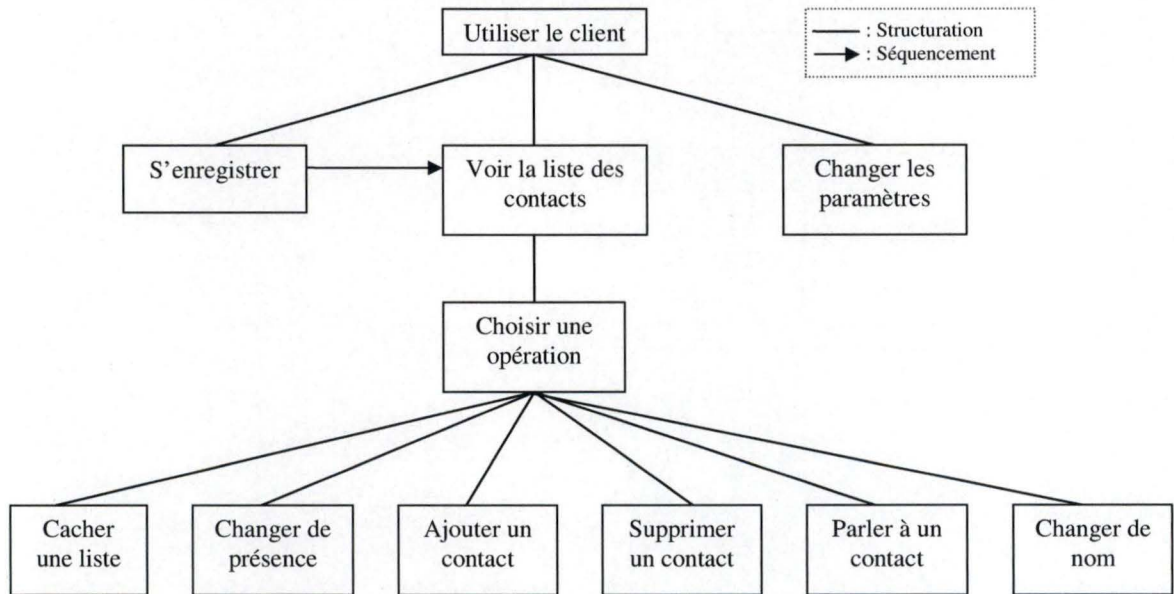 Utiliser le client
: Structuration
: Séquencement
S'enregistrer
Voir la liste des
contacts
Changer les
paramètres
Choisir une
opération
Cacher
une liste
Changer de
présence
Ajouter un
contact
Supprimer
un contact
Parler à un
contact
Changer de
nom